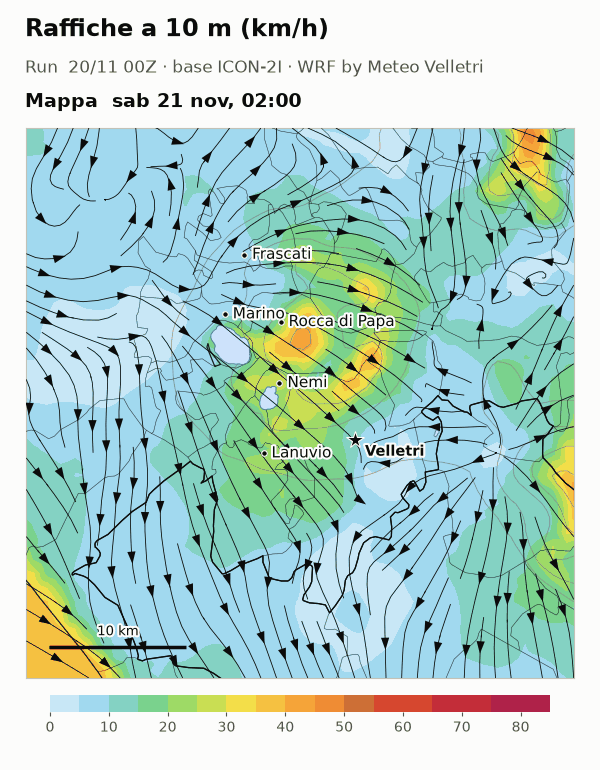 Raffiche a 10 m (km/h)
Run 20/11 00Z · base ICON-2I · WRF by Meteo Velletri
Mappa sab 21 nov, 02:00
Frascati
Marino
Rocca di Papa
Nemi
Velletri
Lanuvio
10 km
0 10 20 30 40 50 60 70 80